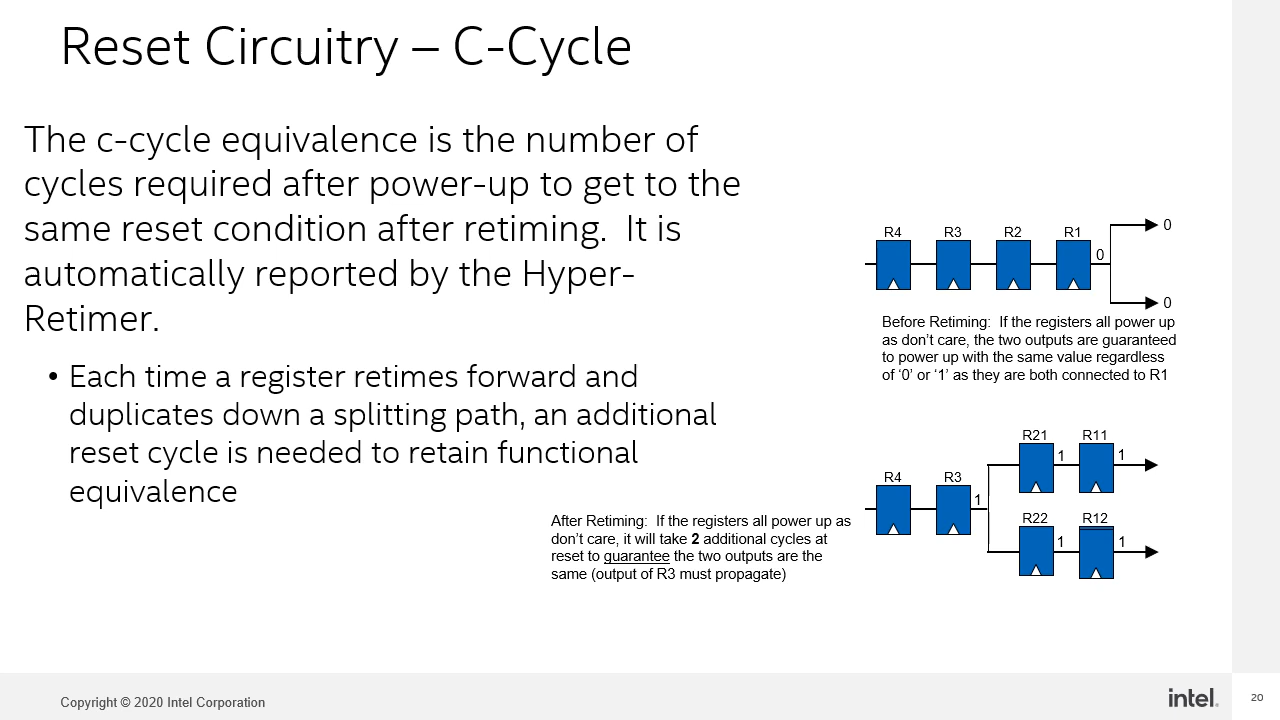 Reset Circuitry – C-Cycle
The c-cycle equivalence is the number of
cycles required after power-up to get to the
same reset condition after retiming.  It is
automatically reported by the Hyper-
Retimer.
• Each time a register retimes forward and
duplicates down a splitting path, an additional
reset cycle is needed to retain functional
equivalence
R4 R3 R2 R1
0
0
0
Before Retiming:  If the registers all power up
as don’t care, the two outputs are guaranteed
to power up with the same value regardless
of ‘0’ or ‘1’ as they are both connected to R1
R21 R11
1 1
R4 R3
1
R22 R12
1 1
After Retiming:  If the registers all power up as
don’t care, it will take 2 additional cycles at
reset to guarantee the two outputs are the
same (output of R3 must propagate)
Copyright © 2020 Intel Corporation
intel.
20